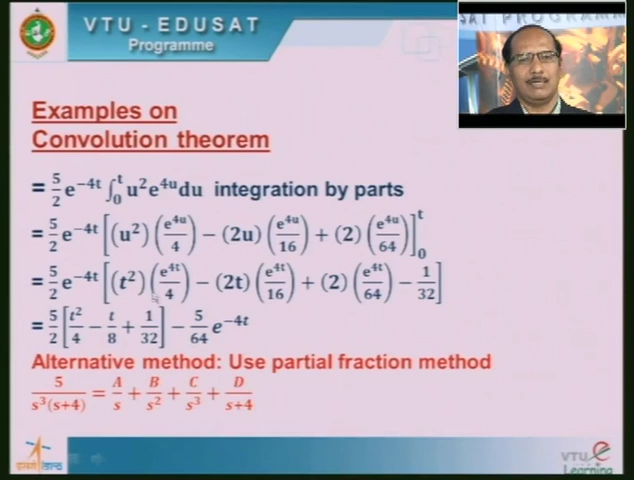 VTU - EDUSAT
Programme
Examples on
Convolution theorem
= 5/2 e^{-4t} ∫_0^t u^2 e^{4u} du integration by parts
= 5/2 e^{-4t} [(u^2)(e^{4u}/4) − (2u)(e^{4u}/16) + (2)(e^{4u}/64)]_0^t
= 5/2 e^{-4t} [(t^2)(e^{4t}/4) − (2t)(e^{4t}/16) + (2)(e^{4t}/64) − 1/32]
= 5/2 [t^2/4 − t/8 + 1/32] − 5/64 e^{-4t}
Alternative method: Use partial fraction method
5/s^3(s+4) = A/s + B/s^2 + C/s^3 + D/s+4
VTU e
Learning